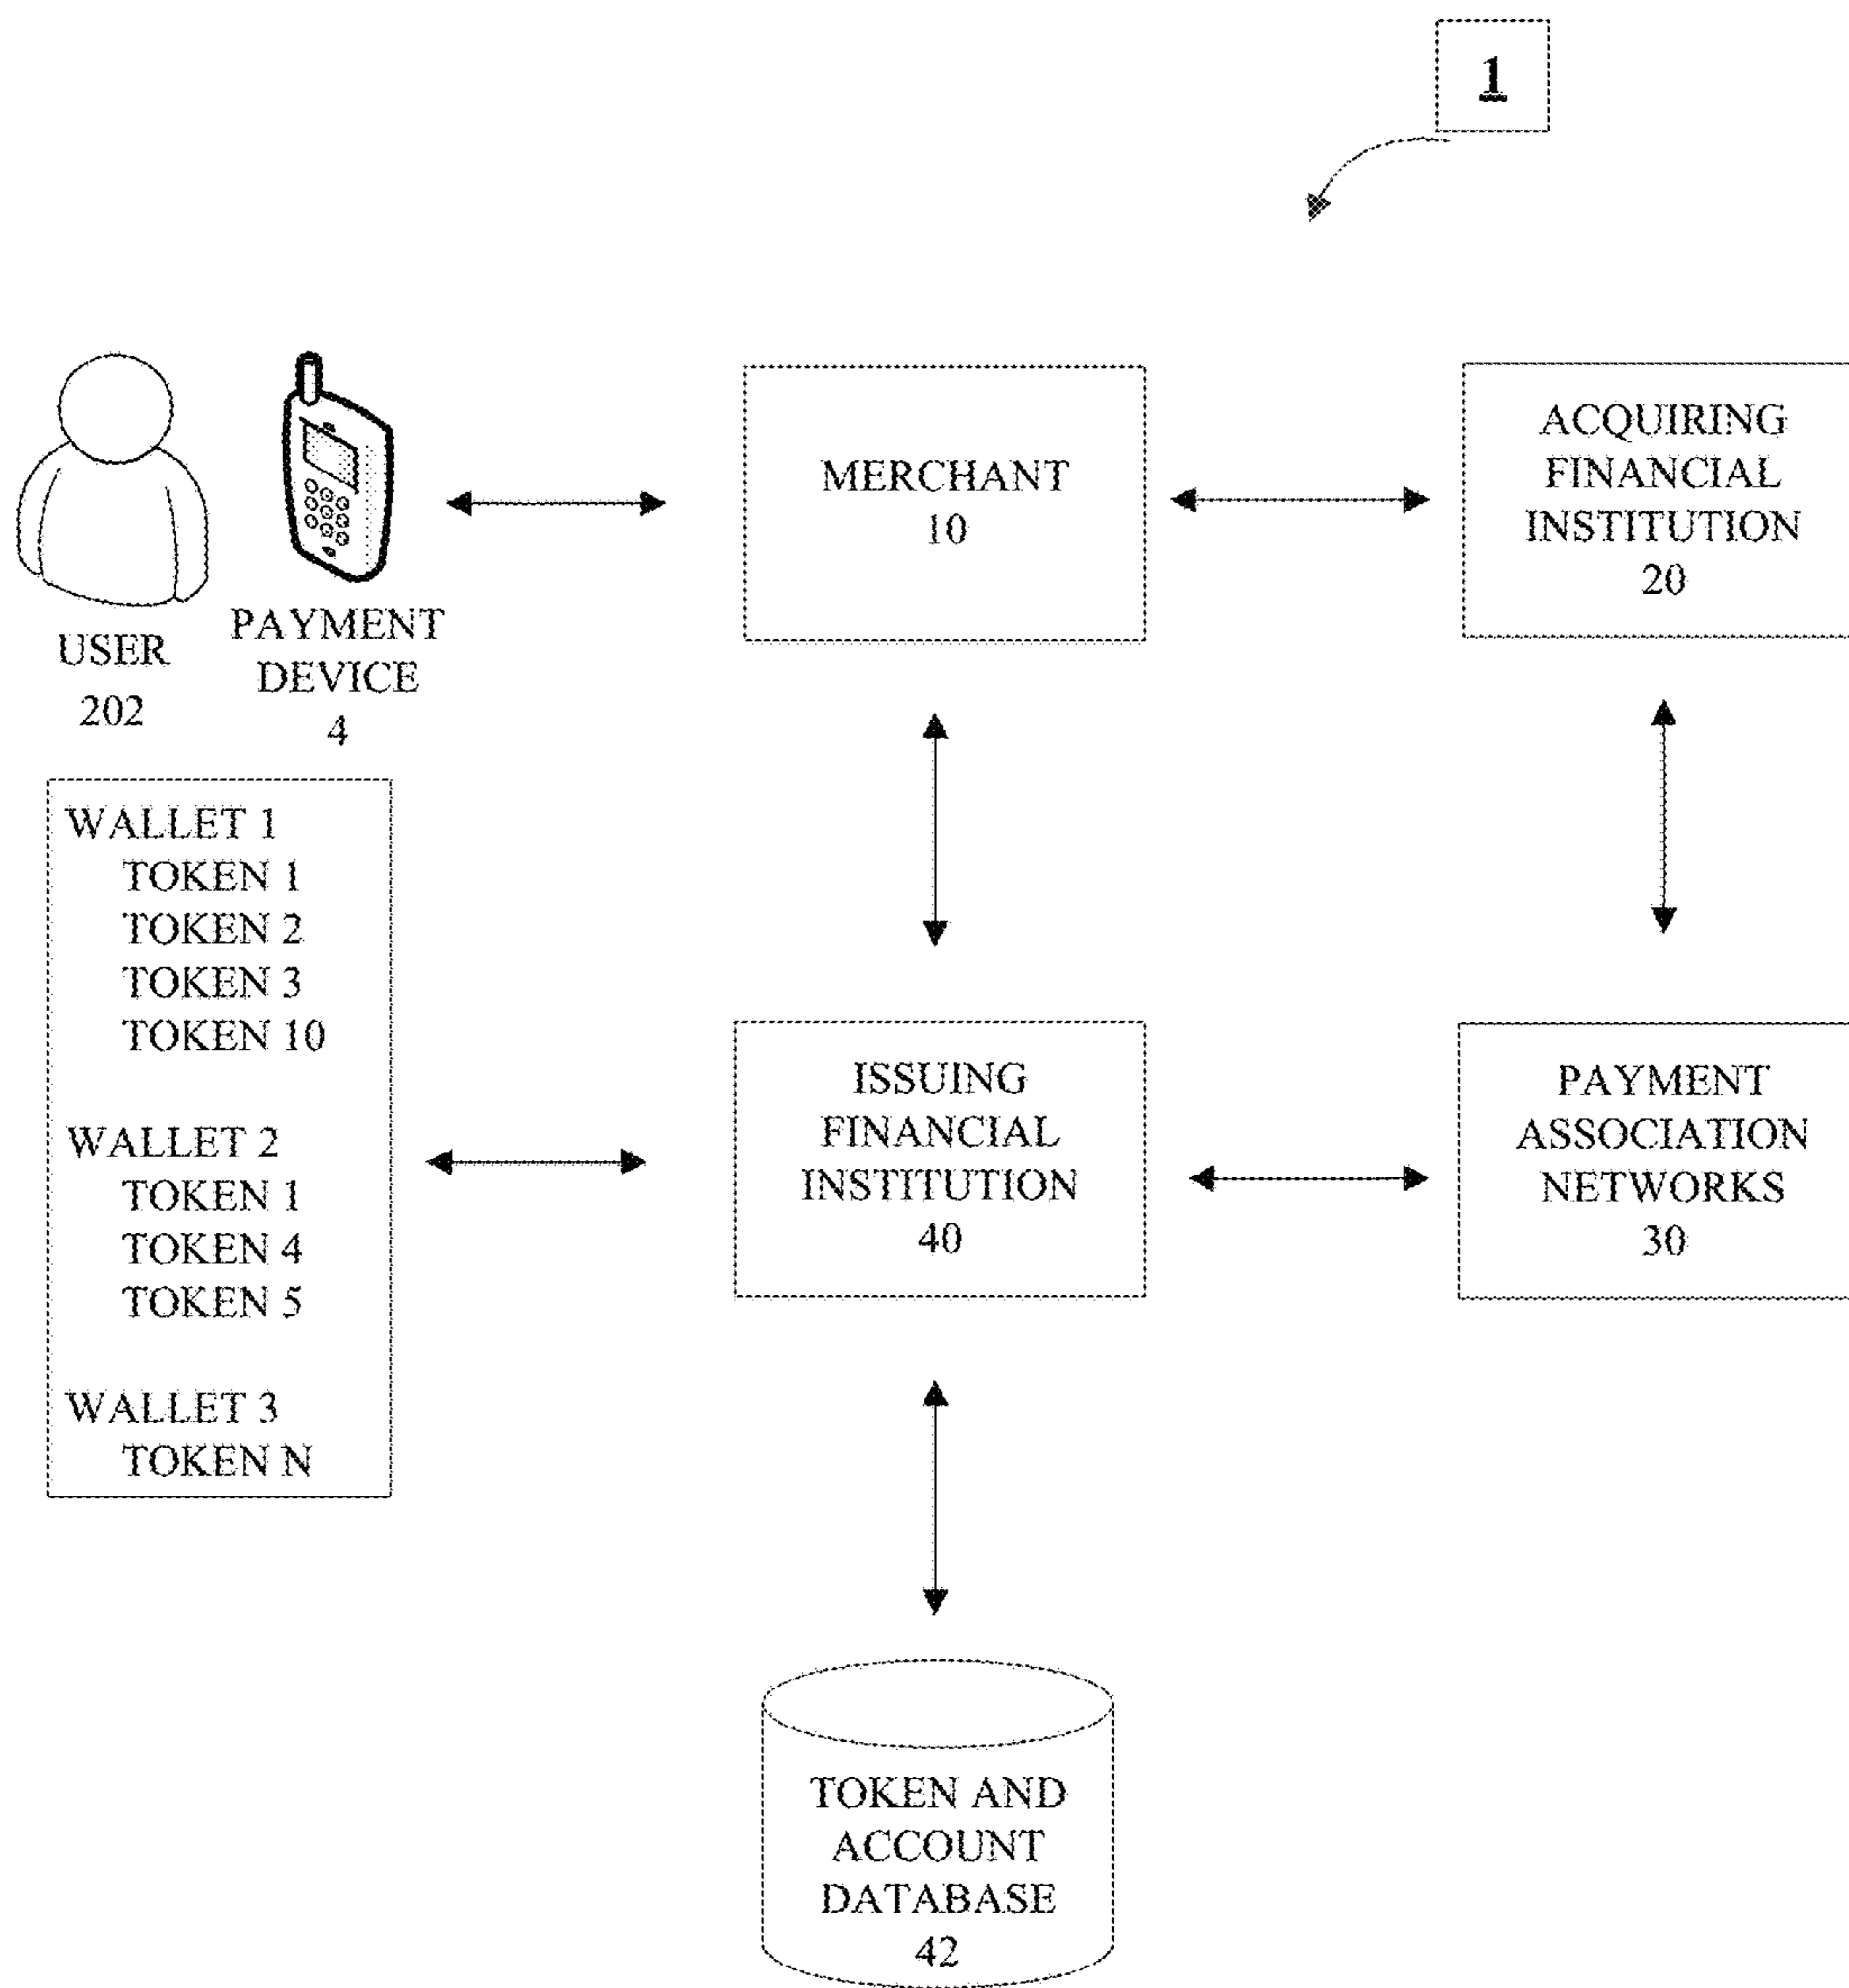 1
MERCHANT
10
ACQUIRING
FINANCIAL
INSTITUTION
20
USER
202
PAYMENT
DEVICE
4
WALLET 1
TOKEN 1
TOKEN 2
TOKEN 3
TOKEN 10
WALLET 2
TOKEN 1
TOKEN 4
TOKEN 5
WALLET 3
TOKEN N
ISSUING
FINANCIAL
INSTITUTION
40
PAYMENT
ASSOCIATION
NETWORKS
30
TOKEN AND
ACCOUNT
DATABASE
42